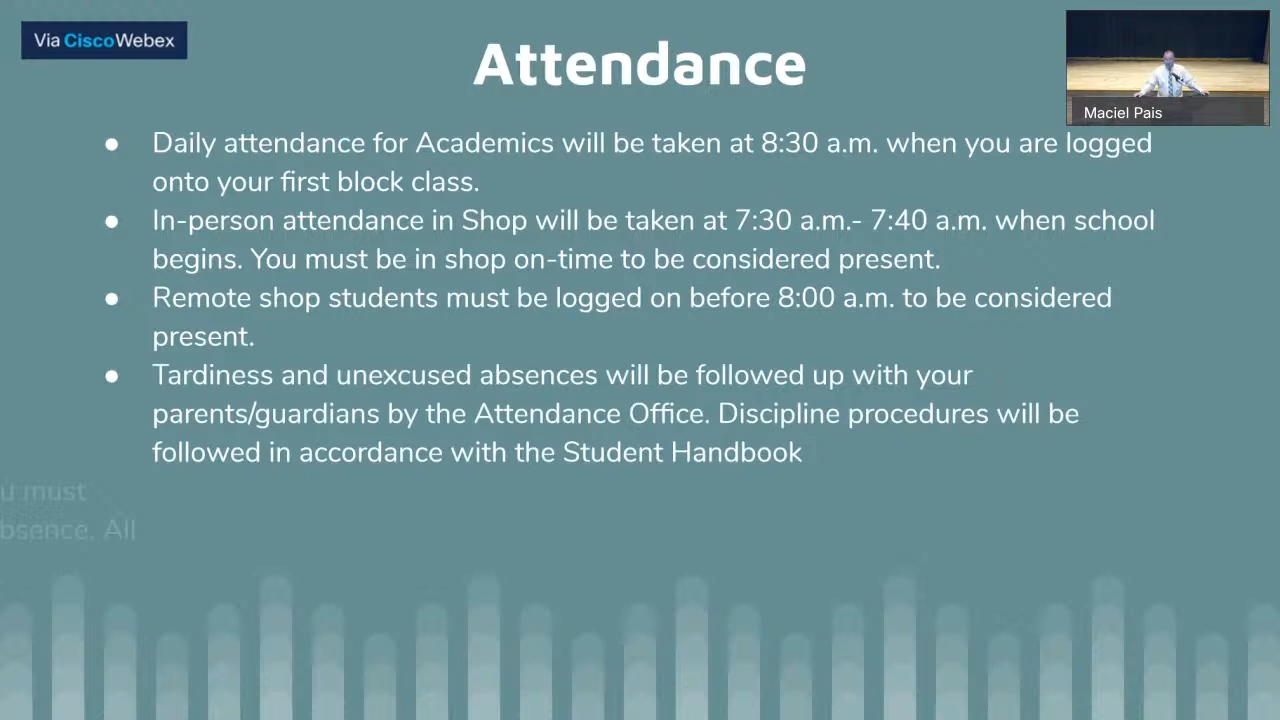 Via CiscoWebex
Attendance
Maciel Pais
● Daily attendance for Academics will be taken at 8:30 a.m. when you are logged
onto your first block class.
● In-person attendance in Shop will be taken at 7:30 a.m.- 7:40 a.m. when school
begins. You must be in shop on-time to be considered present.
● Remote shop students must be logged on before 8:00 a.m. to be considered
present.
● Tardiness and unexcused absences will be followed up with your
parents/guardians by the Attendance Office. Discipline procedures will be
followed in accordance with the Student Handbook
u must
bsence. All